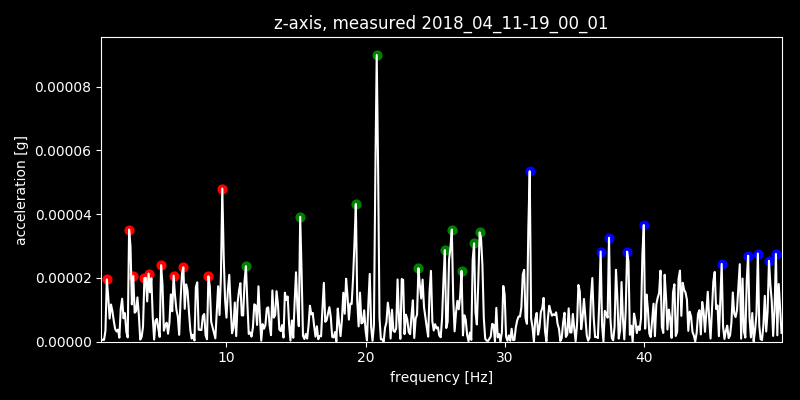 z-axis, measured 2018_04_11-19_00_01
0.00008
0.00006
0.00004
0.00002
0.00000
acceleration [g]
10 20 30 40
frequency [Hz]